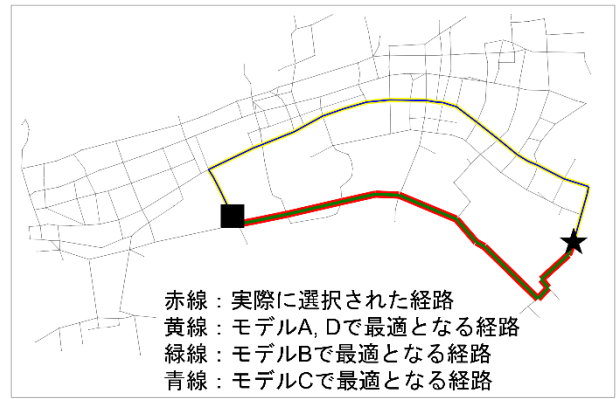 赤線：実際に選択された経路
黄線：モデルA, Dで最適となる経路
緑線：モデルBで最適となる経路
青線：モデルCで最適となる経路